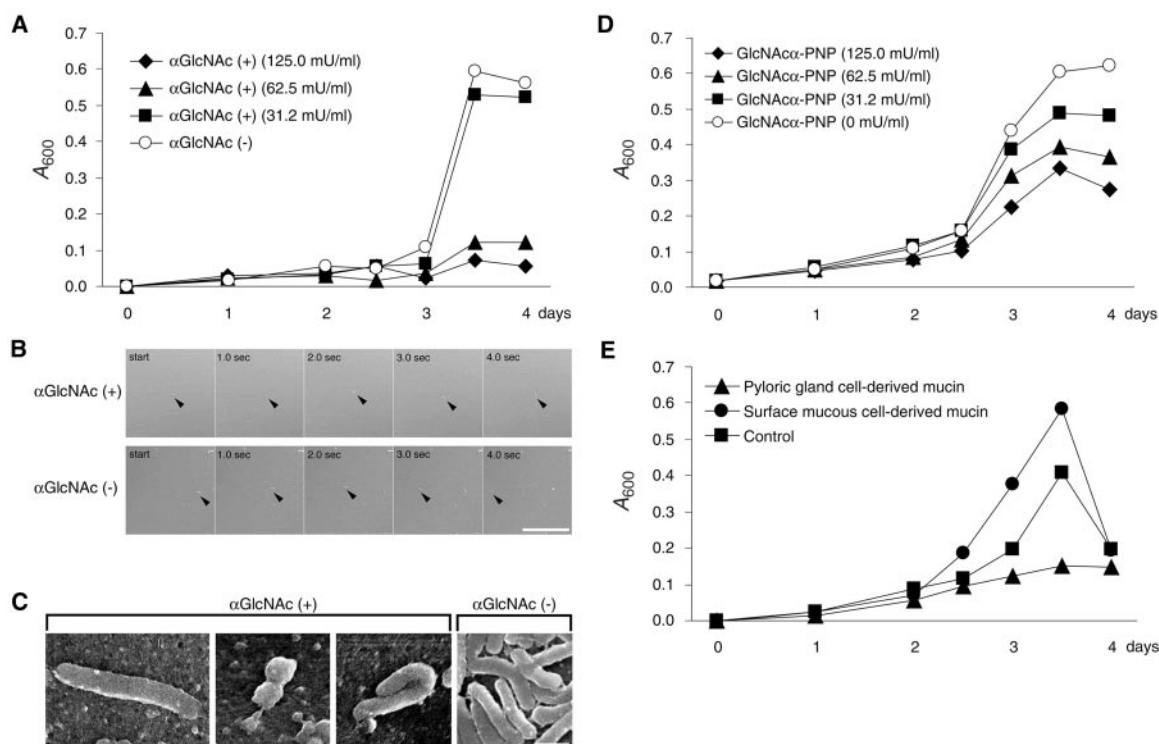 A
0.7
0.6
0.5
0.4
0.3
0.2
0.1
0.0
A600
αGlcNAc (+) (125.0 mU/ml)
αGlcNAc (+) (62.5 mU/ml)
αGlcNAc (+) (31.2 mU/ml)
αGlcNAc (-)
0 1 2 3 4 days
B
αGlcNAc (+)
start 1.0 sec 2.0 sec 3.0 sec 4.0 sec
αGlcNAc (-)
start 1.0 sec 2.0 sec 3.0 sec 4.0 sec
C
αGlcNAc (+) αGlcNAc (-)
D
0.7
0.6
0.5
0.4
0.3
0.2
0.1
0.0
A600
GlcNAcα-PNP (125.0 mU/ml)
GlcNAcα-PNP (62.5 mU/ml)
GlcNAcα-PNP (31.2 mU/ml)
GlcNAcα-PNP (0 mU/ml)
0 1 2 3 4 days
E
0.7
0.6
0.5
0.4
0.3
0.2
0.1
0.0
A600
Pyloric gland cell-derived mucin
Surface mucous cell-derived mucin
Control
0 1 2 3 4 days